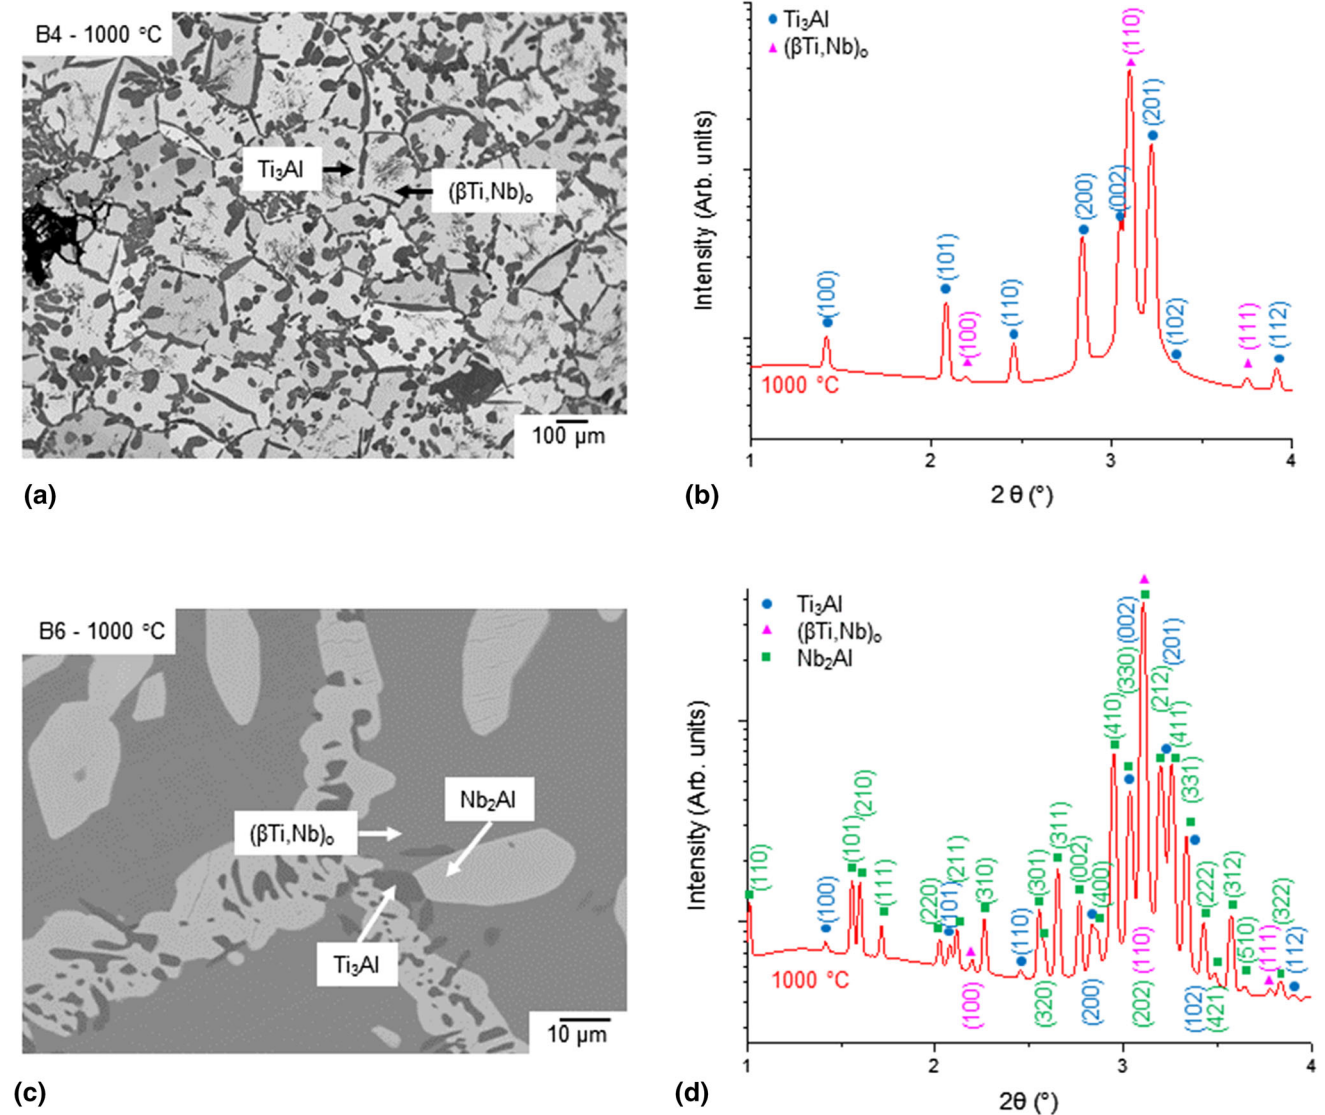 B4 - 1000 °C
Ti₃Al
(βTi,Nb)ₒ
100 µm
(a)
Ti₃Al
(βTi,Nb)ₒ
Intensity (Arb. units)
(100)
(101)
(100)
(110)
(200)
(002)
(110)
(201)
(102)
(111)
(112)
1000 °C
1 2 3 4
2 θ (°)
(b)
B6 - 1000 °C
Nb₂Al
(βTi,Nb)ₒ
Ti₃Al
10 µm
(c)
Ti₃Al
(βTi,Nb)ₒ
Nb₂Al
Intensity (Arb. units)
(110)
(100)
(101)
(210)
(111)
(220)
(101)
(211)
(100)
(310)
(110)
(301)
(320)
(311)
(002)
(200)
(400)
(410)
(330)
(002)
(202)
(110)
(212)
(201)
(411)
(331)
(102)
(222)
(421)
(312)
(510)
(111)
(322)
(112)
1000 °C
1 2 3 4
2θ (°)
(d)